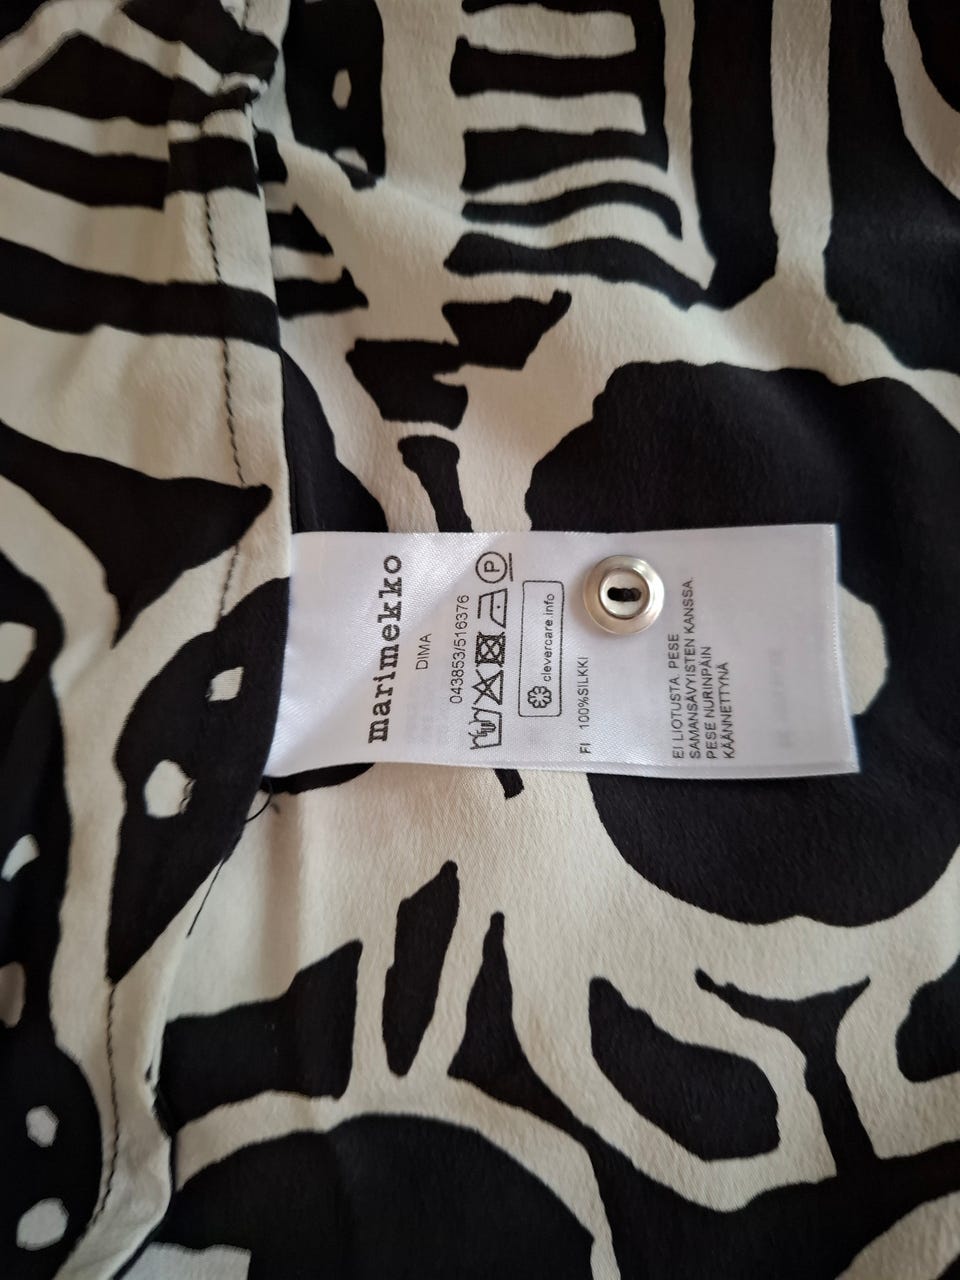 marimekko
DIMA
043853/516376
P
clevercare.info
FI 100%SILKKI
EI LIOTUSTA. PESE
SAMANSÄVYISTEN KANSSA.
PESE NURINPÄIN
KÄÄNNETTYNÄ